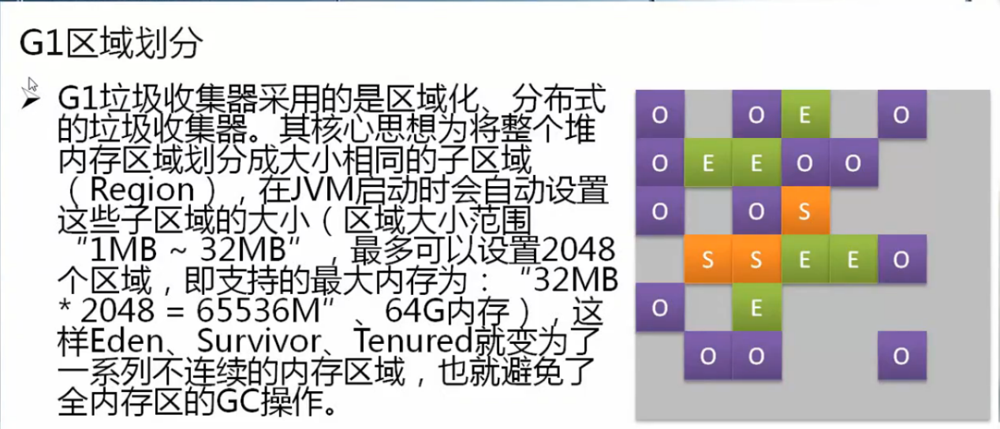 G1区域划分
G1垃圾收集器采用的是区域化、分布式
的垃圾收集器。其核心思想为将整个堆
内存区域划分成大小相同的子区域
（Region），在JVM启动时会自动设置
这些子区域的大小（区域大小范围
“1MB ~ 32MB”，最多可以设置2048
个区域，即支持的最大内存为：“32MB
* 2048 = 65536M”、64G内存），这
样Eden、Survivor、Tenured就变为了
一系列不连续的内存区域，也就避免了
全内存区的GC操作。
O O E O
O E E O O
O O S
S S E E O
O E
O O O